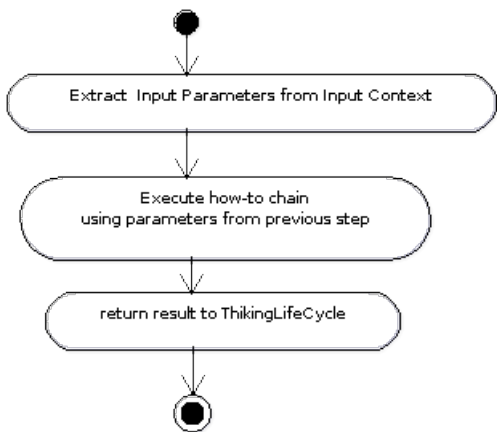 Extract Input Parameters from Input Context
Execute how-to chain
using parameters from previous step
return result to ThikingLifeCycle